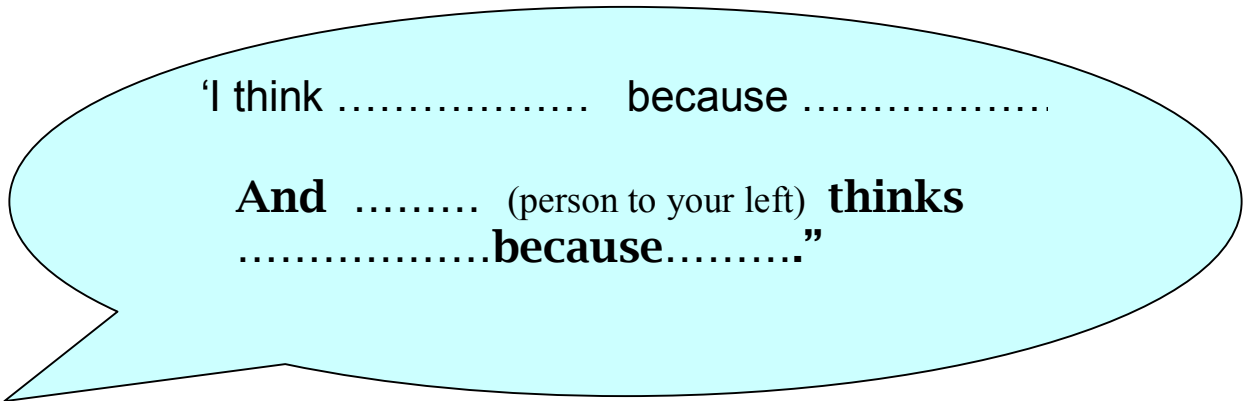 ‘I think ……………… because ………………
And ……… (person to your left) thinks
………………because……….”